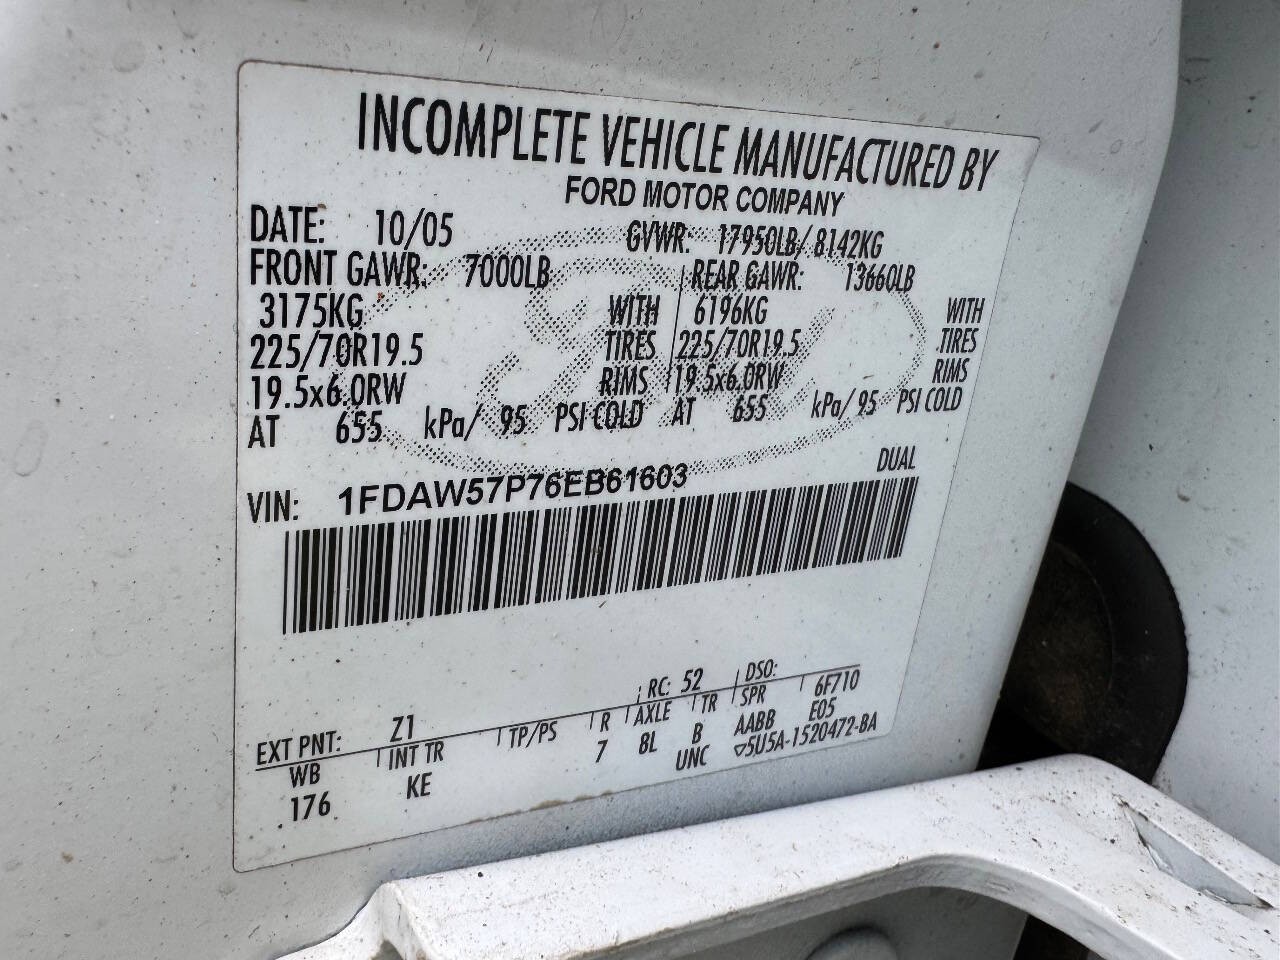 INCOMPLETE VEHICLE MANUFACTURED BY
FORD MOTOR COMPANY
DATE: 10/05 GVWR: 17950LB/ 8142KG
FRONT GAWR: 7000LB REAR GAWR: 13660LB
3175KG WITH 6196KG WITH
225/70R19.5 TIRES 225/70R19.5 TIRES
19.5x6.0RW RIMS 19.5x6.0RW RIMS
AT 655 kPa/ 95 PSI COLD AT 655 kPa/ 95 PSI COLD
DUAL
VIN: 1FDAW57P76EB61603
EXT PNT: Z1 RC: 52 DSO:
WB INT TR TP/PS R AXLE TR SPR 6F710
176 KE 7 8L B AABB E05
UNC ▽5U5A-1520472-BA